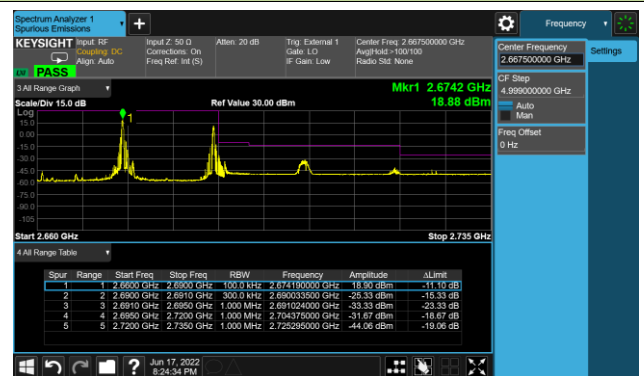 Spectrum Analyzer 1
Spurious Emissions
Frequency
KEYSIGHT
Input: RF
Coupling: DC
Align: Auto
Input Z: 50 Ω
Corrections: On
Freq Ref: Int (S)
Atten: 20 dB
Trig: External 1
Gate: LO
IF Gain: Low
Center Freq: 2.667500000 GHz
Avg|Hold:>100/100
Radio Std: None
PASS
Center Frequency
2.667500000 GHz
Settings
CF Step
4.999000000 GHz
Auto
Man
Freq Offset
0 Hz
3 All Range Graph
Mkr1 2.6742 GHz
Scale/Div 15.0 dB
Ref Value 30.00 dBm
18.88 dBm
Log
1
15.0
0.00
-15.0
-30.0
-45.0
-60.0
-75.0
-90.0
-105
Start 2.660 GHz
Stop 2.735 GHz
4 All Range Table
Spur Range Start Freq Stop Freq RBW Frequency Amplitude ΔLimit
1 1 2.6600 GHz 2.6900 GHz 100.0 kHz 2.674190000 GHz 18.90 dBm -11.10 dB
2 2 2.6900 GHz 2.6910 GHz 300.0 kHz 2.690033500 GHz -25.33 dBm -15.33 dB
3 3 2.6910 GHz 2.6950 GHz 1.000 MHz 2.691024000 GHz -33.33 dBm -23.33 dB
4 4 2.6950 GHz 2.7200 GHz 1.000 MHz 2.704375000 GHz -31.67 dBm -18.67 dB
5 5 2.7200 GHz 2.7350 GHz 1.000 MHz 2.725295000 GHz -44.06 dBm -19.06 dB
Jun 17, 2022
8:24:34 PM